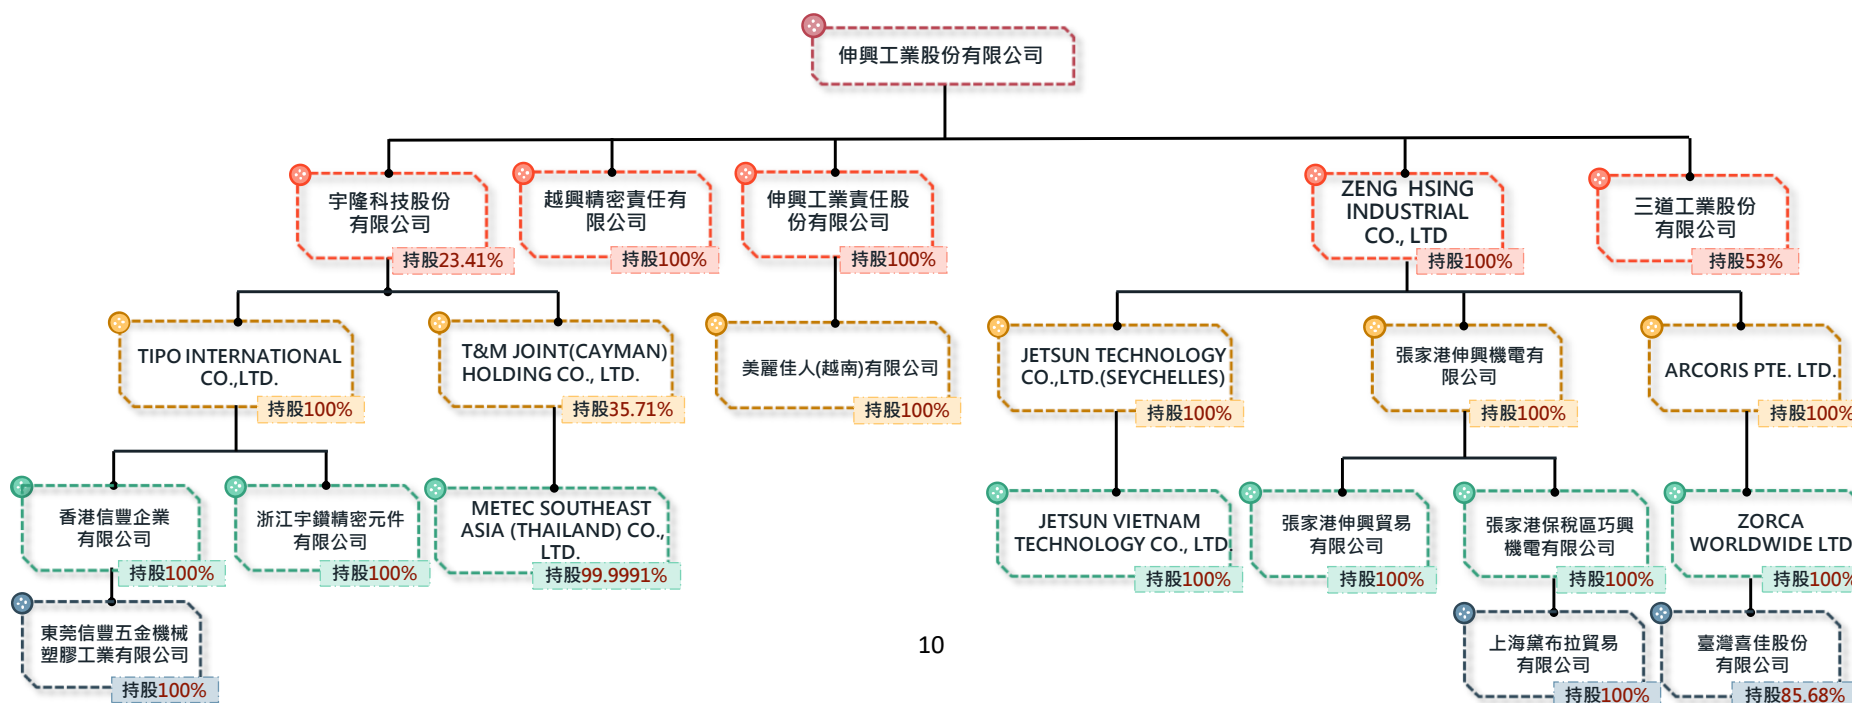 伸興工業股份有限公司
宇隆科技股份
有限公司
持股23.41%
越興精密責任有
限公司
持股100%
伸興工業責任股
份有限公司
持股100%
ZENG HSING
INDUSTRIAL
CO., LTD
持股100%
三道工業股份
有限公司
持股53%
TIPO INTERNATIONAL
CO.,LTD.
持股100%
T&M JOINT(CAYMAN)
HOLDING CO., LTD.
持股35.71%
美麗佳人(越南)有限公司
持股100%
JETSUN TECHNOLOGY
CO.,LTD.(SEYCHELLES)
持股100%
張家港伸興機電有
限公司
持股100%
ARCORIS PTE. LTD.
持股100%
香港信豐企業
有限公司
持股100%
浙江宇鑽精密元件
有限公司
持股100%
METEC SOUTHEAST
ASIA (THAILAND) CO.,
LTD.
持股99.9991%
JETSUN VIETNAM
TECHNOLOGY CO., LTD.
持股100%
張家港伸興貿易
有限公司
持股100%
張家港保稅區巧興
機電有限公司
持股100%
ZORCA
WORLDWIDE LTD
持股100%
東莞信豐五金機械
塑膠工業有限公司
持股100%
上海黛布拉貿易
有限公司
持股100%
臺灣喜佳股份
有限公司
持股85.68%
10